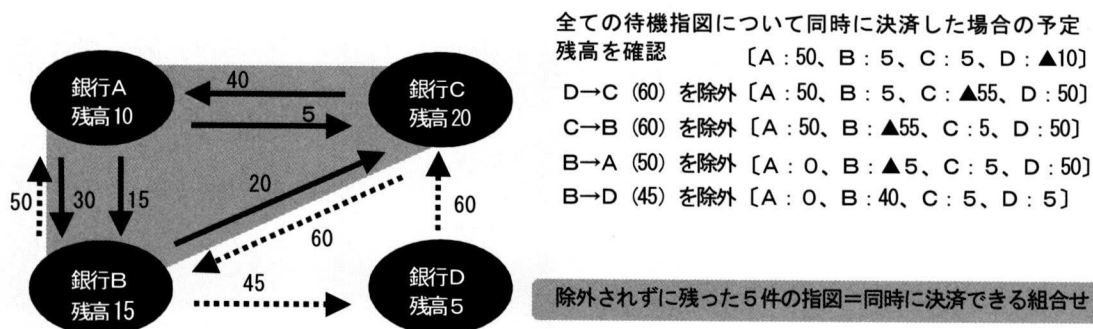 銀行A
残高10
40
5
銀行C
残高20
50
30
15
20
60
60
銀行B
残高15
45
銀行D
残高5
全ての待機指図について同時に決済した場合の予定
残高を確認 〔A:50、B:5、C:5、D:▲10〕
D→C (60) を除外 〔A:50、B:5、C:▲55、D:50〕
C→B (60) を除外 〔A:50、B:▲55、C:5、D:50〕
B→A (50) を除外 〔A:0、B:▲5、C:5、D:50〕
B→D (45) を除外 〔A:0、B:40、C:5、D:5〕
除外されずに残った5件の指図=同時に決済できる組合せ